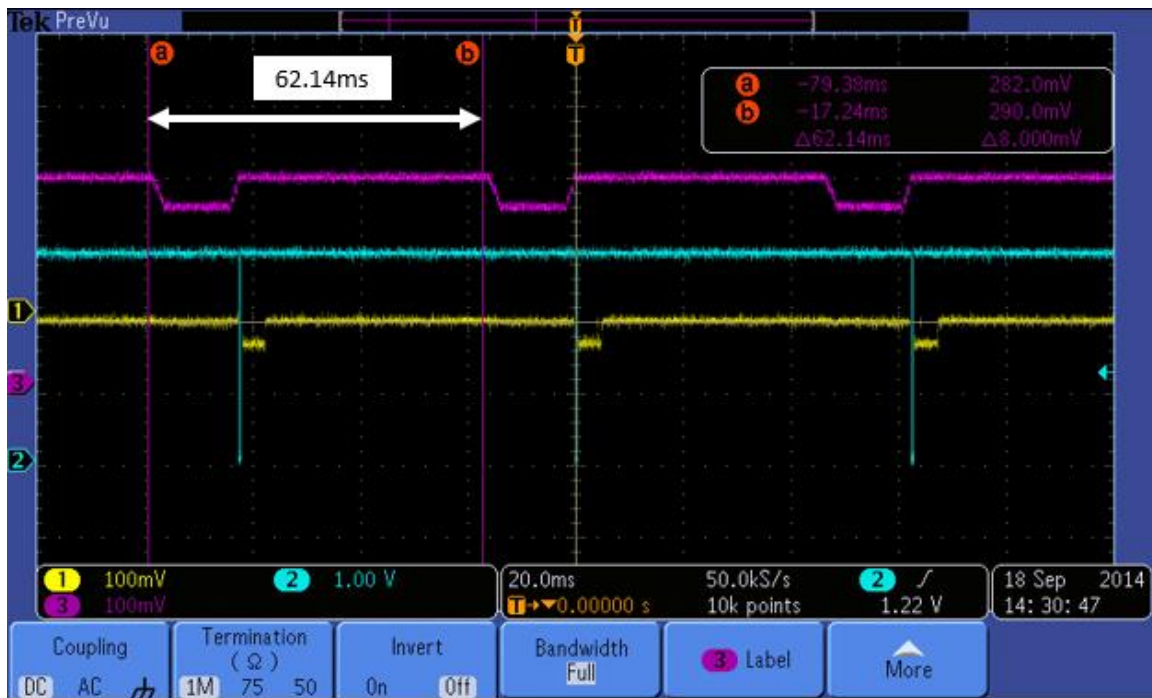 Tek PreVu
T
a
b
T
62.14ms
a -79.38ms 282.0mV
b -17.24ms 290.0mV
△62.14ms △8.000mV
1
3
2
1 100mV 2 1.00 V
3 100mV
20.0ms 50.0kS/s 2 /
T→▼0.00000 s 10k points 1.22 V
18 Sep 2014
14:30:47
Coupling
DC AC
Termination
(Ω)
1M 75 50
Invert
On Off
Bandwidth
Full
3 Label
More